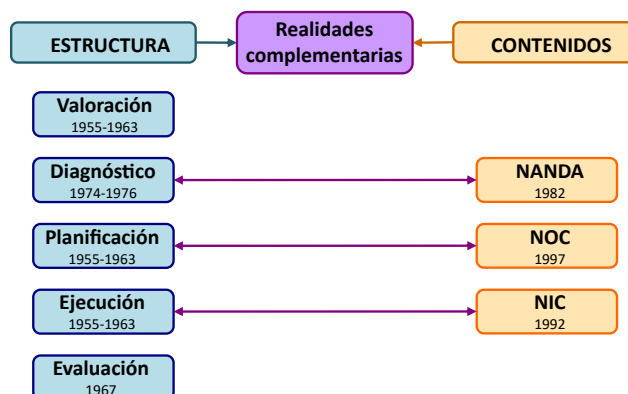 ESTRUCTURA
Realidades
complementarias
CONTENIDOS
Valoración
1955-1963
Diagnóstico
1974-1976
NANDA
1982
Planificación
1955-1963
NOC
1997
Ejecución
1955-1963
NIC
1992
Evaluación
1967